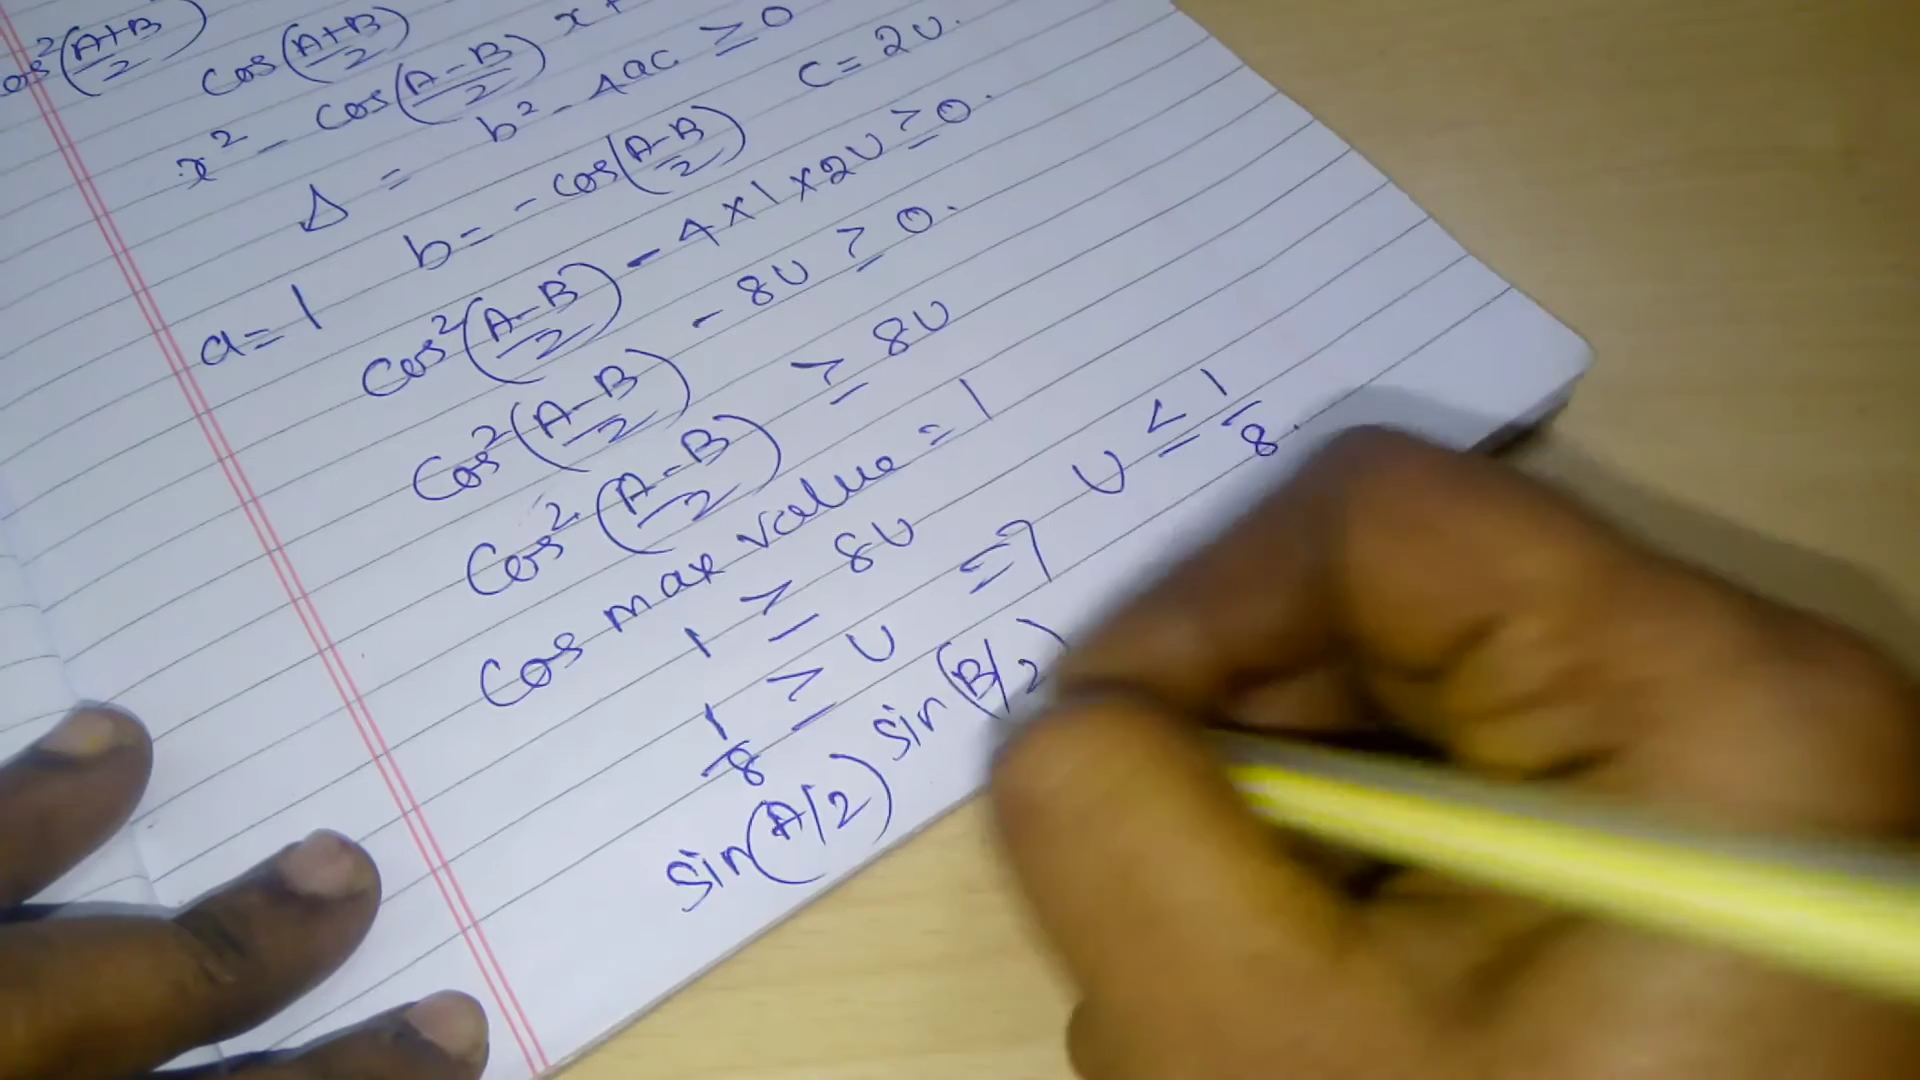 cos²(A+B/2) cos(A+B/2)
x² - cos(A-B/2) x +
Δ = b² - 4ac ≥ 0
a = 1 b = - cos(A-B/2) c = 2U.
cos²(A-B/2) - 4 x 1 x 2U ≥ 0.
cos²(A-B/2) - 8U ≥ 0.
cos²(A-B/2) ≥ 8U
cos max value = 1
1 ≥ 8U
1/8 ≥ U => U ≤ 1/8.
sin(A/2) sin(B/2)